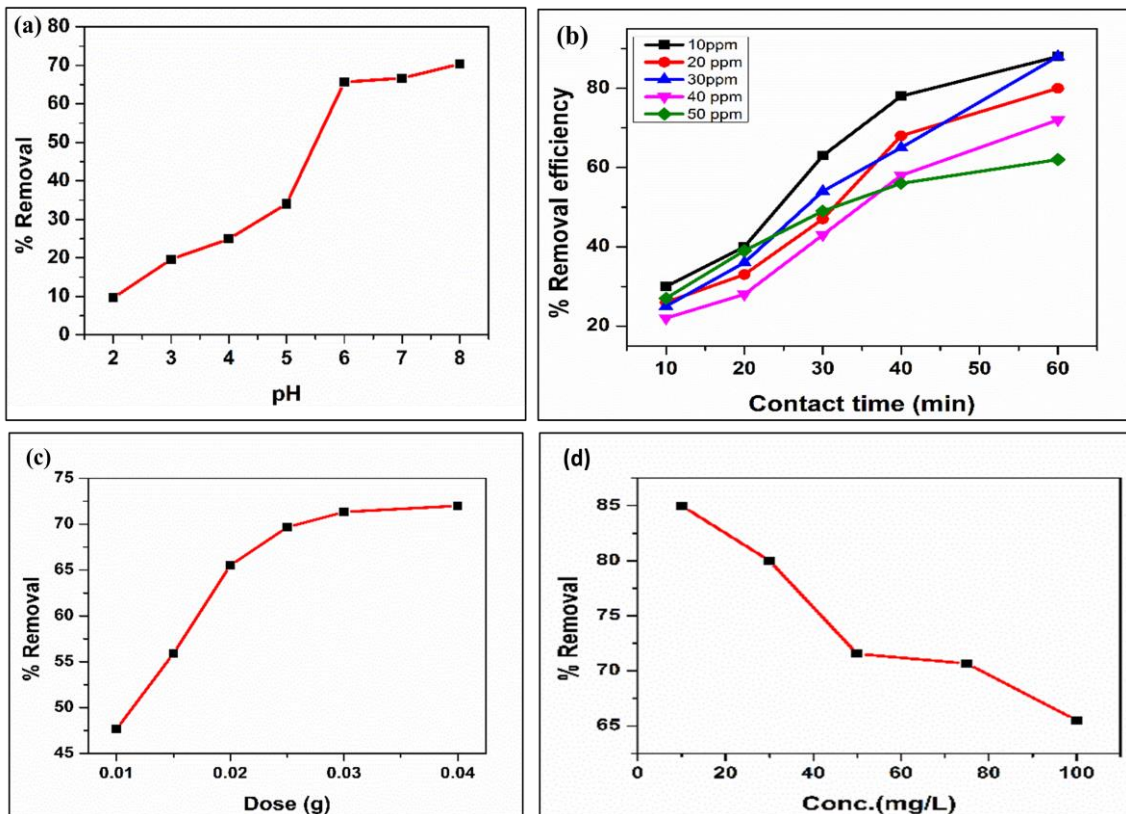 (a)
80
70
60
50
40
30
20
10
0
% Removal
2 3 4 5 6 7 8
pH
(b)
10ppm
20 ppm
30ppm
40 ppm
50 ppm
80
60
40
20
% Removal efficiency
10 20 30 40 50 60
Contact time (min)
(c)
75
70
65
60
55
50
45
% Removal
0.01 0.02 0.03 0.04
Dose (g)
(d)
85
80
75
70
65
% Removal
0 20 40 60 80 100
Conc.(mg/L)